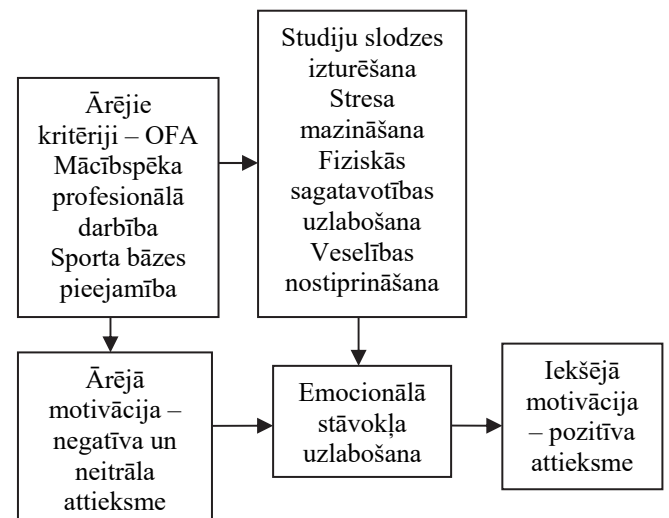 Ārējie
kritēriji – OFA
Mācībspēka
profesionālā
darbība
Sporta bāzes
pieejamība
Studiju slodzes
izturēšana
Stresa
mazināšana
Fiziskās
sagatavotības
uzlabošana
Veselības
nostiprināšana
Ārējā
motivācija –
negatīva un
neitrāla
attieksme
Emocionālā
stāvokļa
uzlabošana
Iekšējā
motivācija
– pozitīva
attieksme